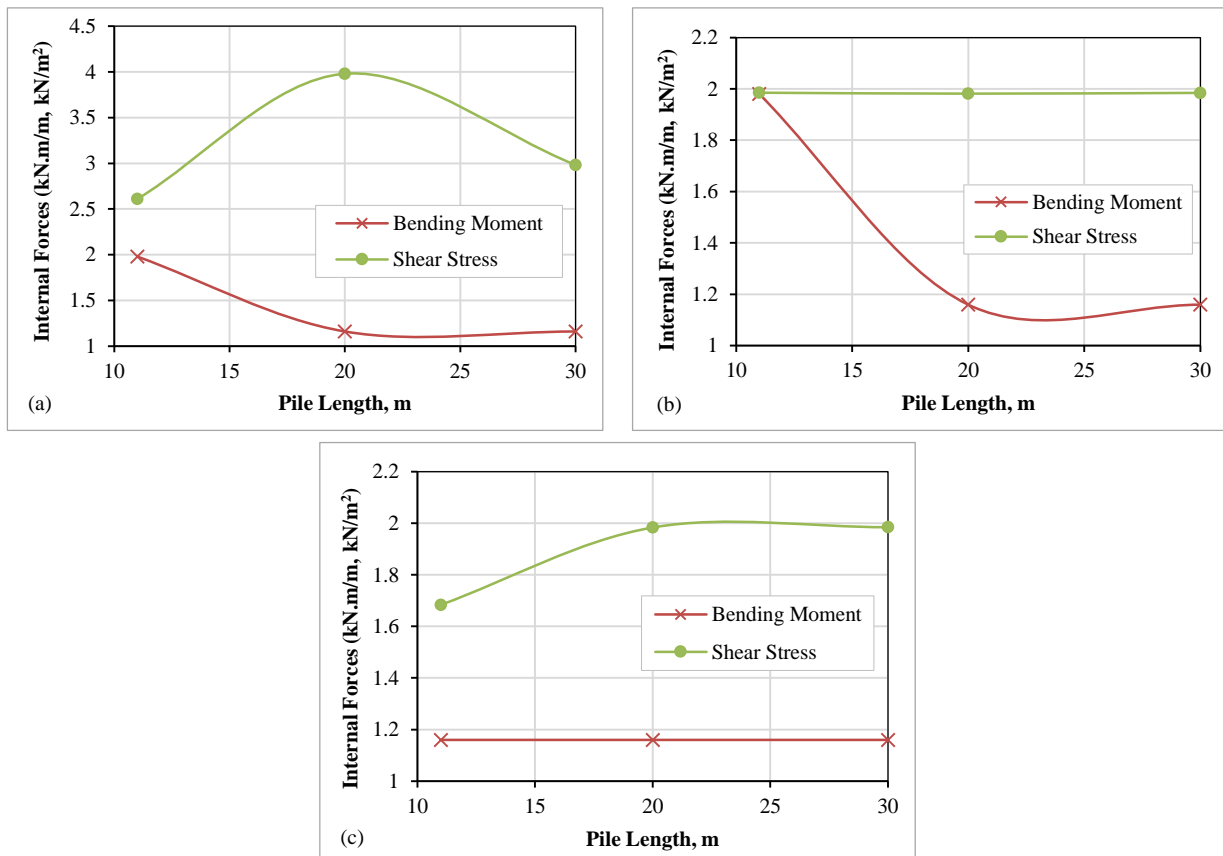 Internal Forces (kN.m/m, kN/m²)
4.5
4
3.5
3
2.5
2
1.5
1
Bending Moment
Shear Stress
10 15 20 25 30
Pile Length, m
(a)
Internal Forces (kN.m/m, kN/m²)
2.2
2
1.8
1.6
1.4
1.2
1
Bending Moment
Shear Stress
10 15 20 25 30
Pile Length, m
(b)
Internal Forces (kN.m/m, kN/m²)
2.2
2
1.8
1.6
1.4
1.2
1
Bending Moment
Shear Stress
10 15 20 25 30
Pile Length, m
(c)